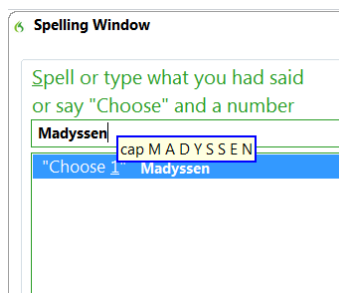 Spelling Window
Spell or type what you had said
or say "Choose" and a number
Madyssen
cap M A D Y S S E N
"Choose 1" Madyssen